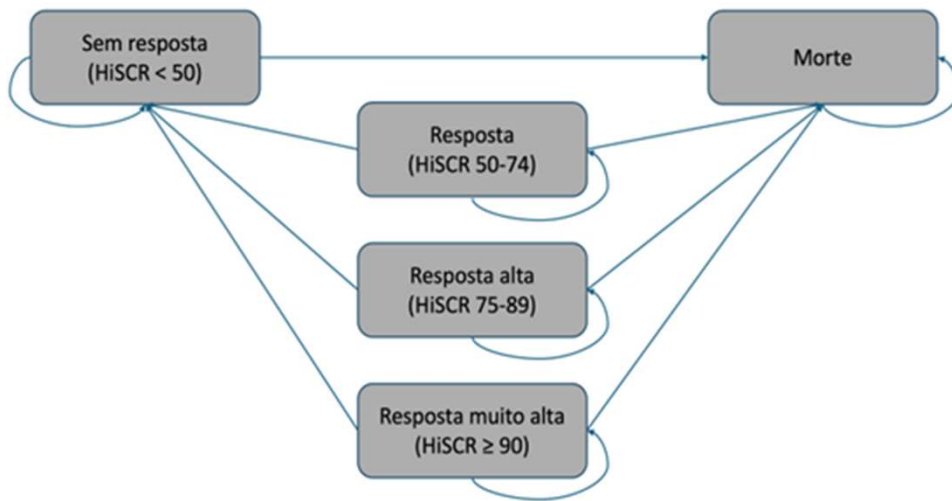 Sem resposta
(HiSCR < 50)
Morte
Resposta
(HiSCR 50-74)
Resposta alta
(HiSCR 75-89)
Resposta muito alta
(HiSCR ≥ 90)